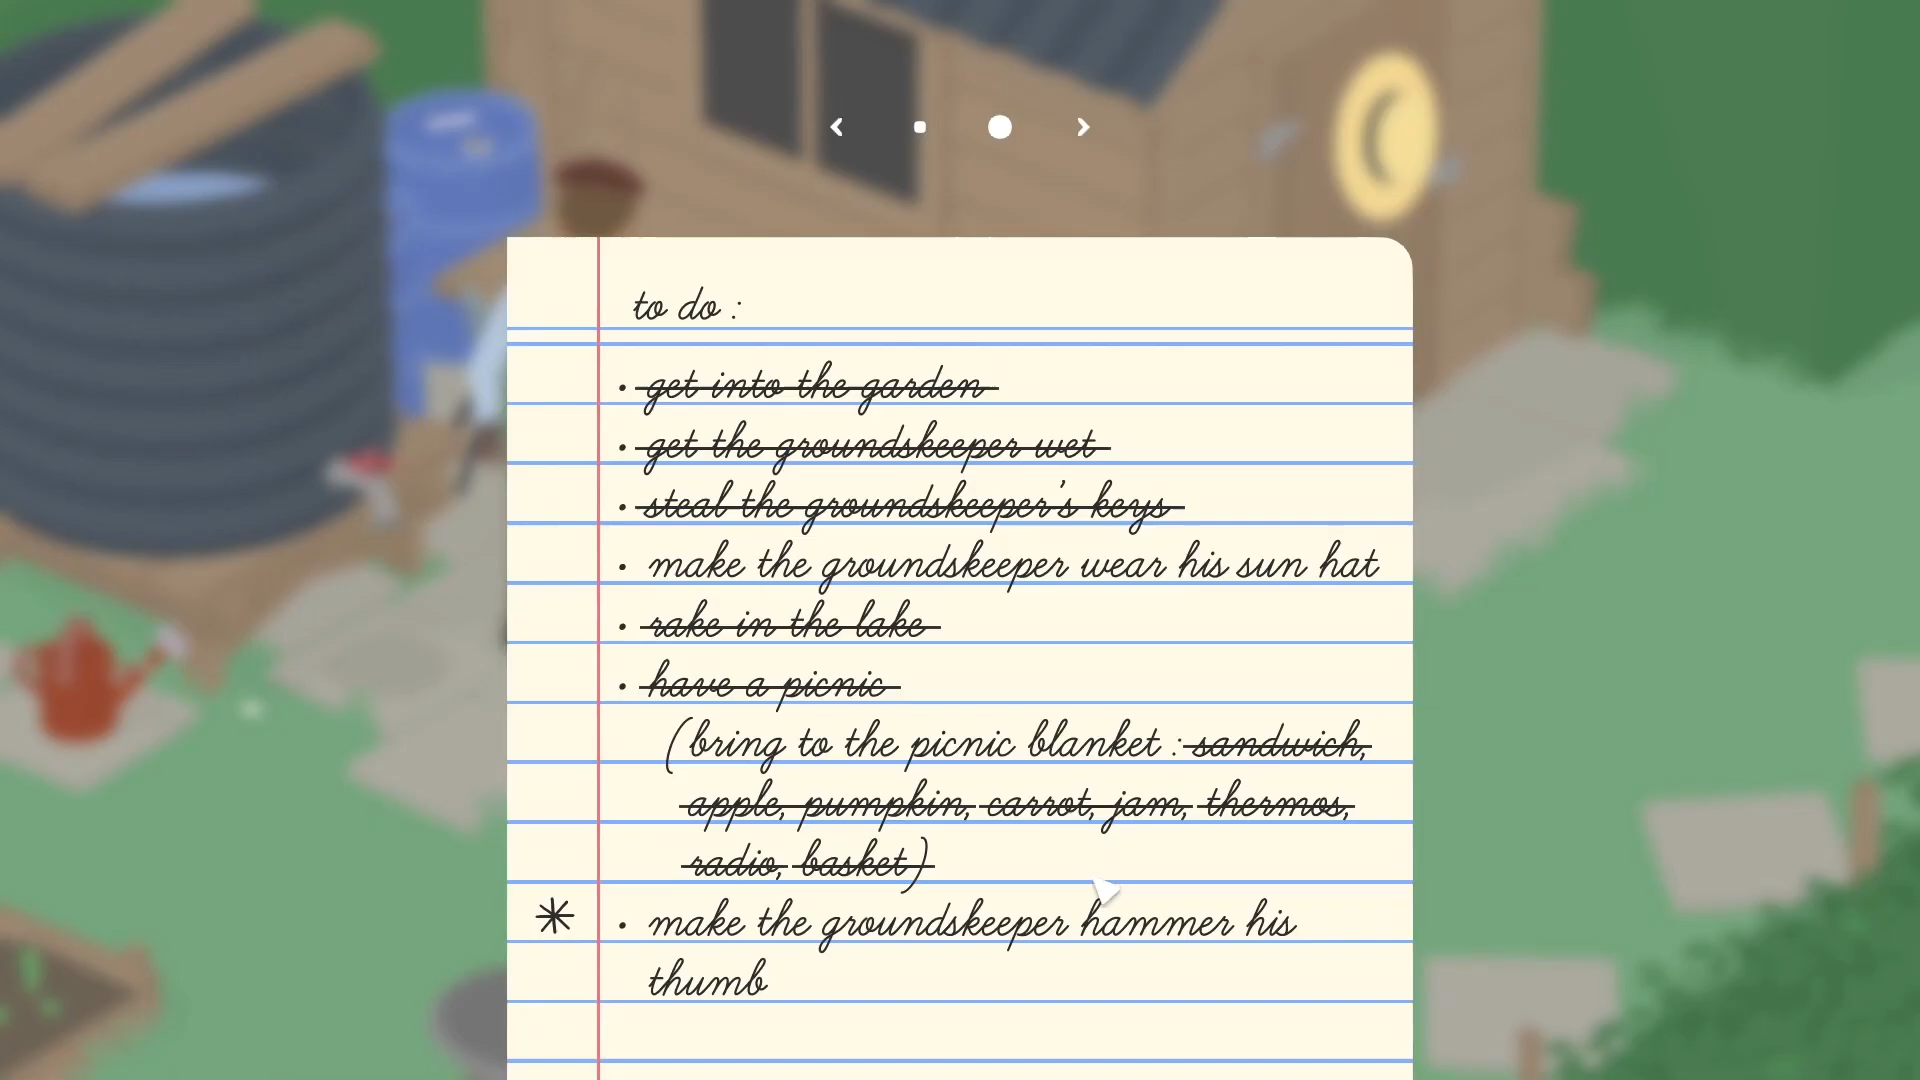 to do :
• get into the garden
• get the groundskeeper wet
• steal the groundskeeper's keys
• make the groundskeeper wear his sun hat
• rake in the lake
• have a picnic
(bring to the picnic blanket : sandwich,
apple, pumpkin, carrot, jam, thermos,
radio, basket)
* • make the groundskeeper hammer his
thumb